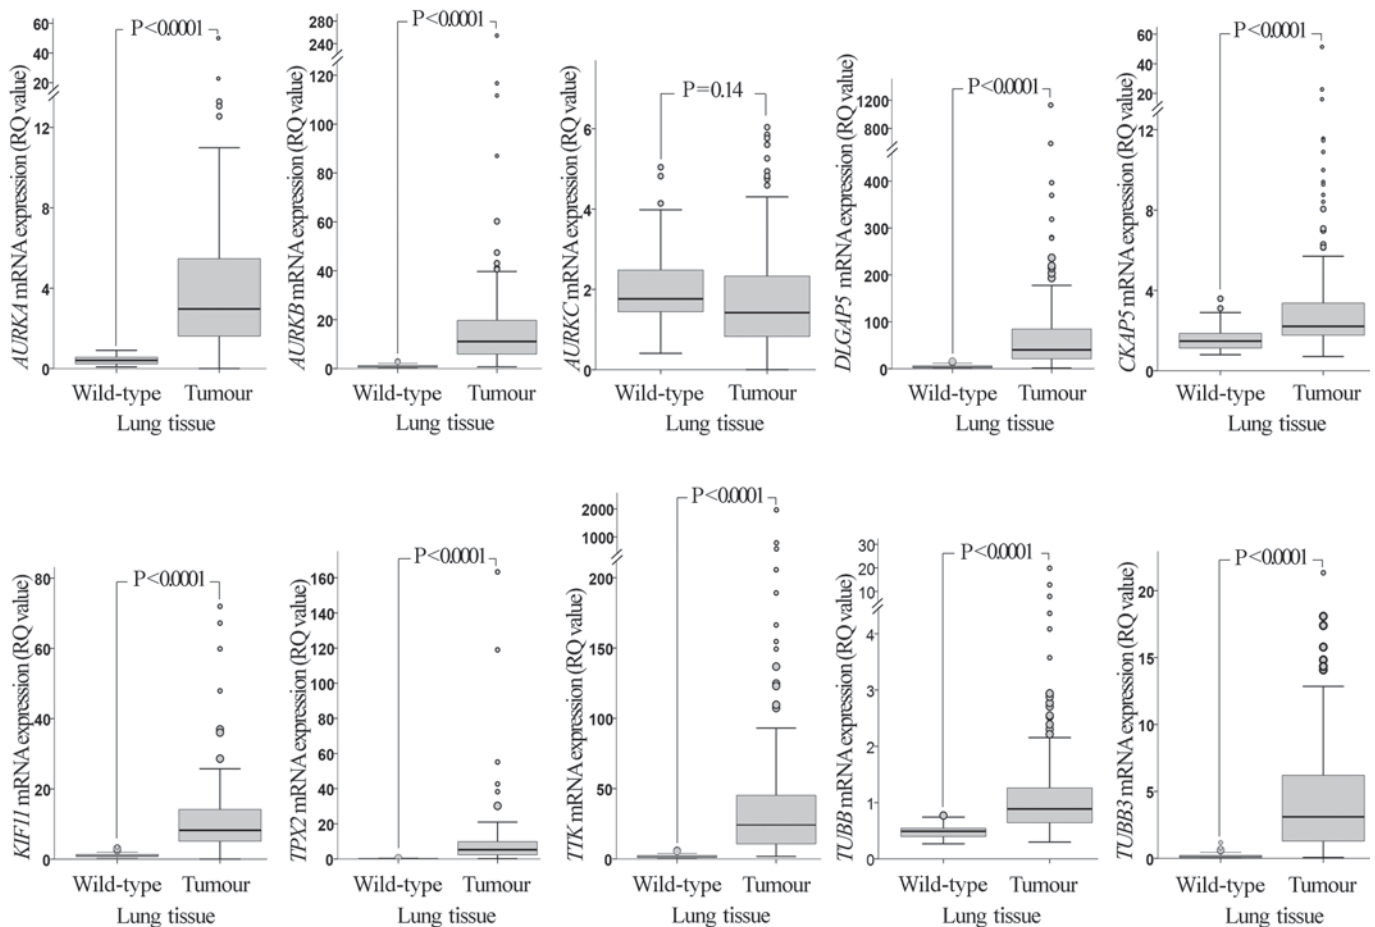 AURKA mRNA expression (RQ value)
60
40
20
12
8
4
0
P<0.0001
Wild-type Tumour
Lung tissue
AURKB mRNA expression (RQ value)
280
240
120
100
80
60
40
20
0
P<0.0001
Wild-type Tumour
Lung tissue
AURKC mRNA expression (RQ value)
6
4
2
0
P=0.14
Wild-type Tumour
Lung tissue
DLGAP5 mRNA expression (RQ value)
1200
800
400
300
200
100
0
P<0.0001
Wild-type Tumour
Lung tissue
CKAP5 mRNA expression (RQ value)
60
40
20
12
8
4
0
P<0.0001
Wild-type Tumour
Lung tissue
KIF11 mRNA expression (RQ value)
80
60
40
20
0
P<0.0001
Wild-type Tumour
Lung tissue
TPX2 mRNA expression (RQ value)
160
140
120
100
80
60
40
20
0
P<0.0001
Wild-type Tumour
Lung tissue
TTK mRNA expression (RQ value)
2000
1000
200
150
100
50
0
P<0.0001
Wild-type Tumour
Lung tissue
TUBB mRNA expression (RQ value)
30
20
10
4
3
2
1
0
P<0.0001
Wild-type Tumour
Lung tissue
TUBB3 mRNA expression (RQ value)
20
15
10
5
0
P<0.0001
Wild-type Tumour
Lung tissue